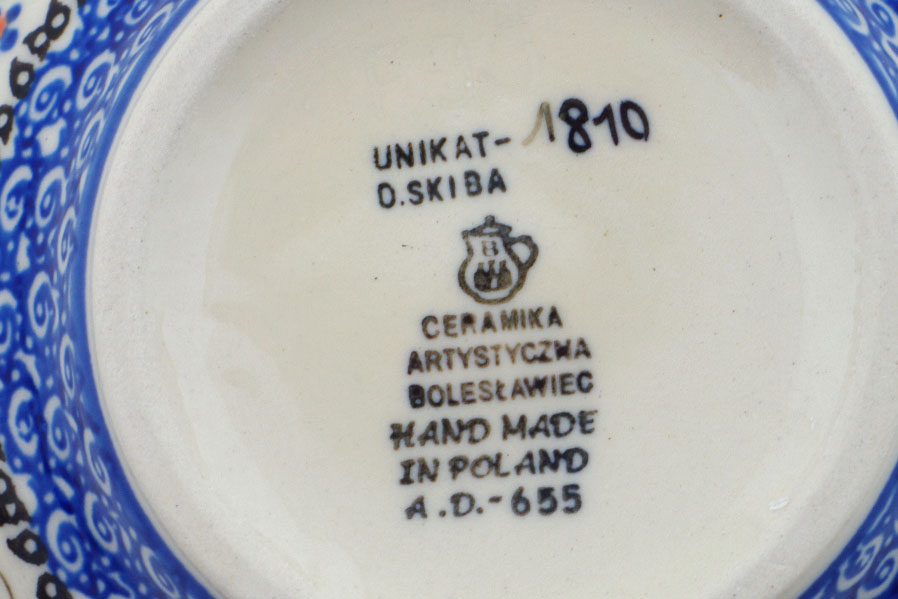 UNIKAT- 1810
D.SKIBA
B
CERAMIKA
ARTYSTYCZNA
BOLESŁAWIEC
HAND MADE
IN POLAND
A.D.-655